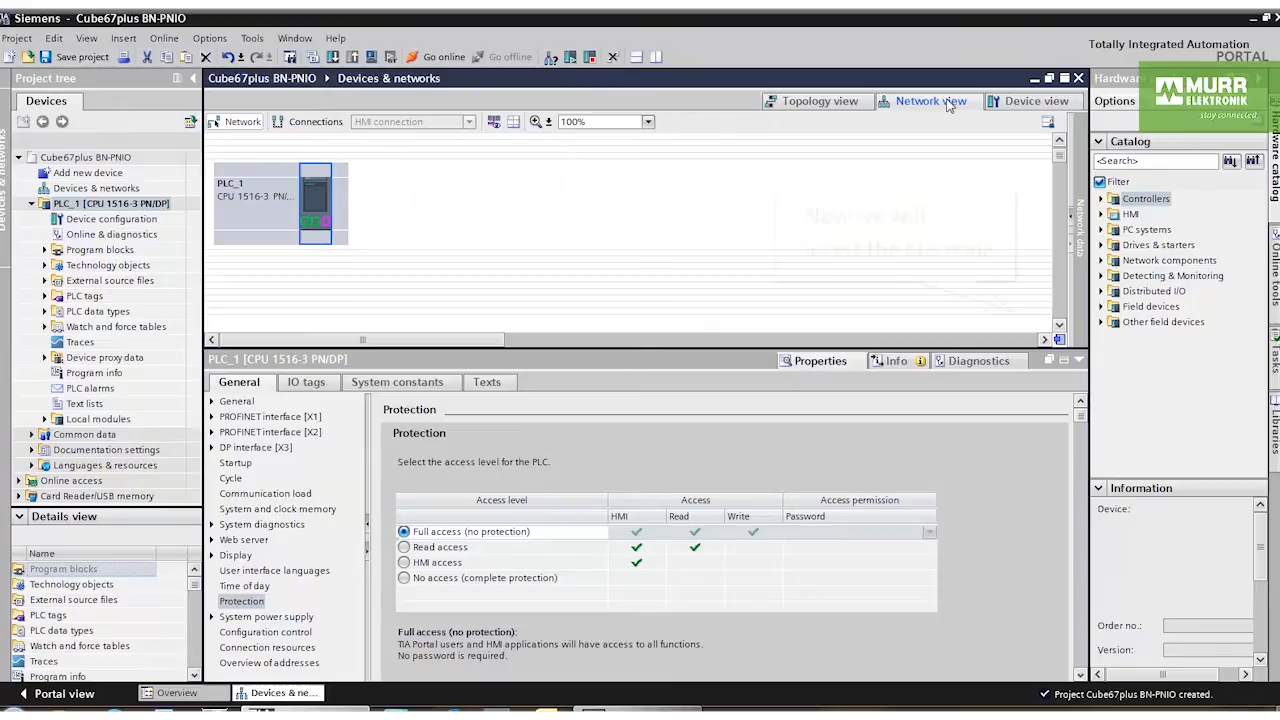 Siemens - Cube67plus BN-PNIO
Project Edit View Insert Online Options Tools Window Help
Totally Integrated Automation
PORTAL
Save project Go online Go offline
Project tree
Cube67plus BN-PNIO Devices & networks
Hardware
MURR
ELEKTRONIK
stay connected
Devices
Topology view Network view Device view
Options
Network Connections HMI connection 100%
Catalog
<Search>
Filter
Controllers
HMI
PC systems
Drives & starters
Network components
Detecting & Monitoring
Distributed I/O
Field devices
Other field devices
Cube67plus BN-PNIO
Add new device
Devices & networks
PLC_1 [CPU 1516-3 PN/DP]
Device configuration
Online & diagnostics
Program blocks
Technology objects
External source files
PLC tags
PLC data types
Watch and force tables
Traces
Device proxy data
Program info
PLC alarms
Text lists
Local modules
Common data
Documentation settings
Languages & resources
Online access
Card Reader/USB memory
PLC_1
CPU 1516-3 PN/...
Now we will
Network data
Hardware catalog
Online tools
Tasks
Libraries
PLC_1 [CPU 1516-3 PN/DP]
Properties Info Diagnostics
General IO tags System constants Texts
General
PROFINET interface [X1]
PROFINET interface [X2]
DP interface [X3]
Startup
Cycle
Communication load
System and clock memory
System diagnostics
Web server
Display
User interface languages
Time of day
Protection
System power supply
Configuration control
Connection resources
Overview of addresses
Protection
Protection
Select the access level for the PLC.
Access level Access Access permission
HMI Read Write Password
Full access (no protection)
Read access
HMI access
No access (complete protection)
Full access (no protection):
TIA Portal users and HMI applications will have access to all functions.
No password is required.
Details view
Name
Program blocks
Technology objects
External source files
PLC tags
PLC data types
Watch and force tables
Traces
Program info
Information
Device:
Order no.:
Version:
Portal view Overview Devices & ne...
Project Cube67plus BN-PNIO created.